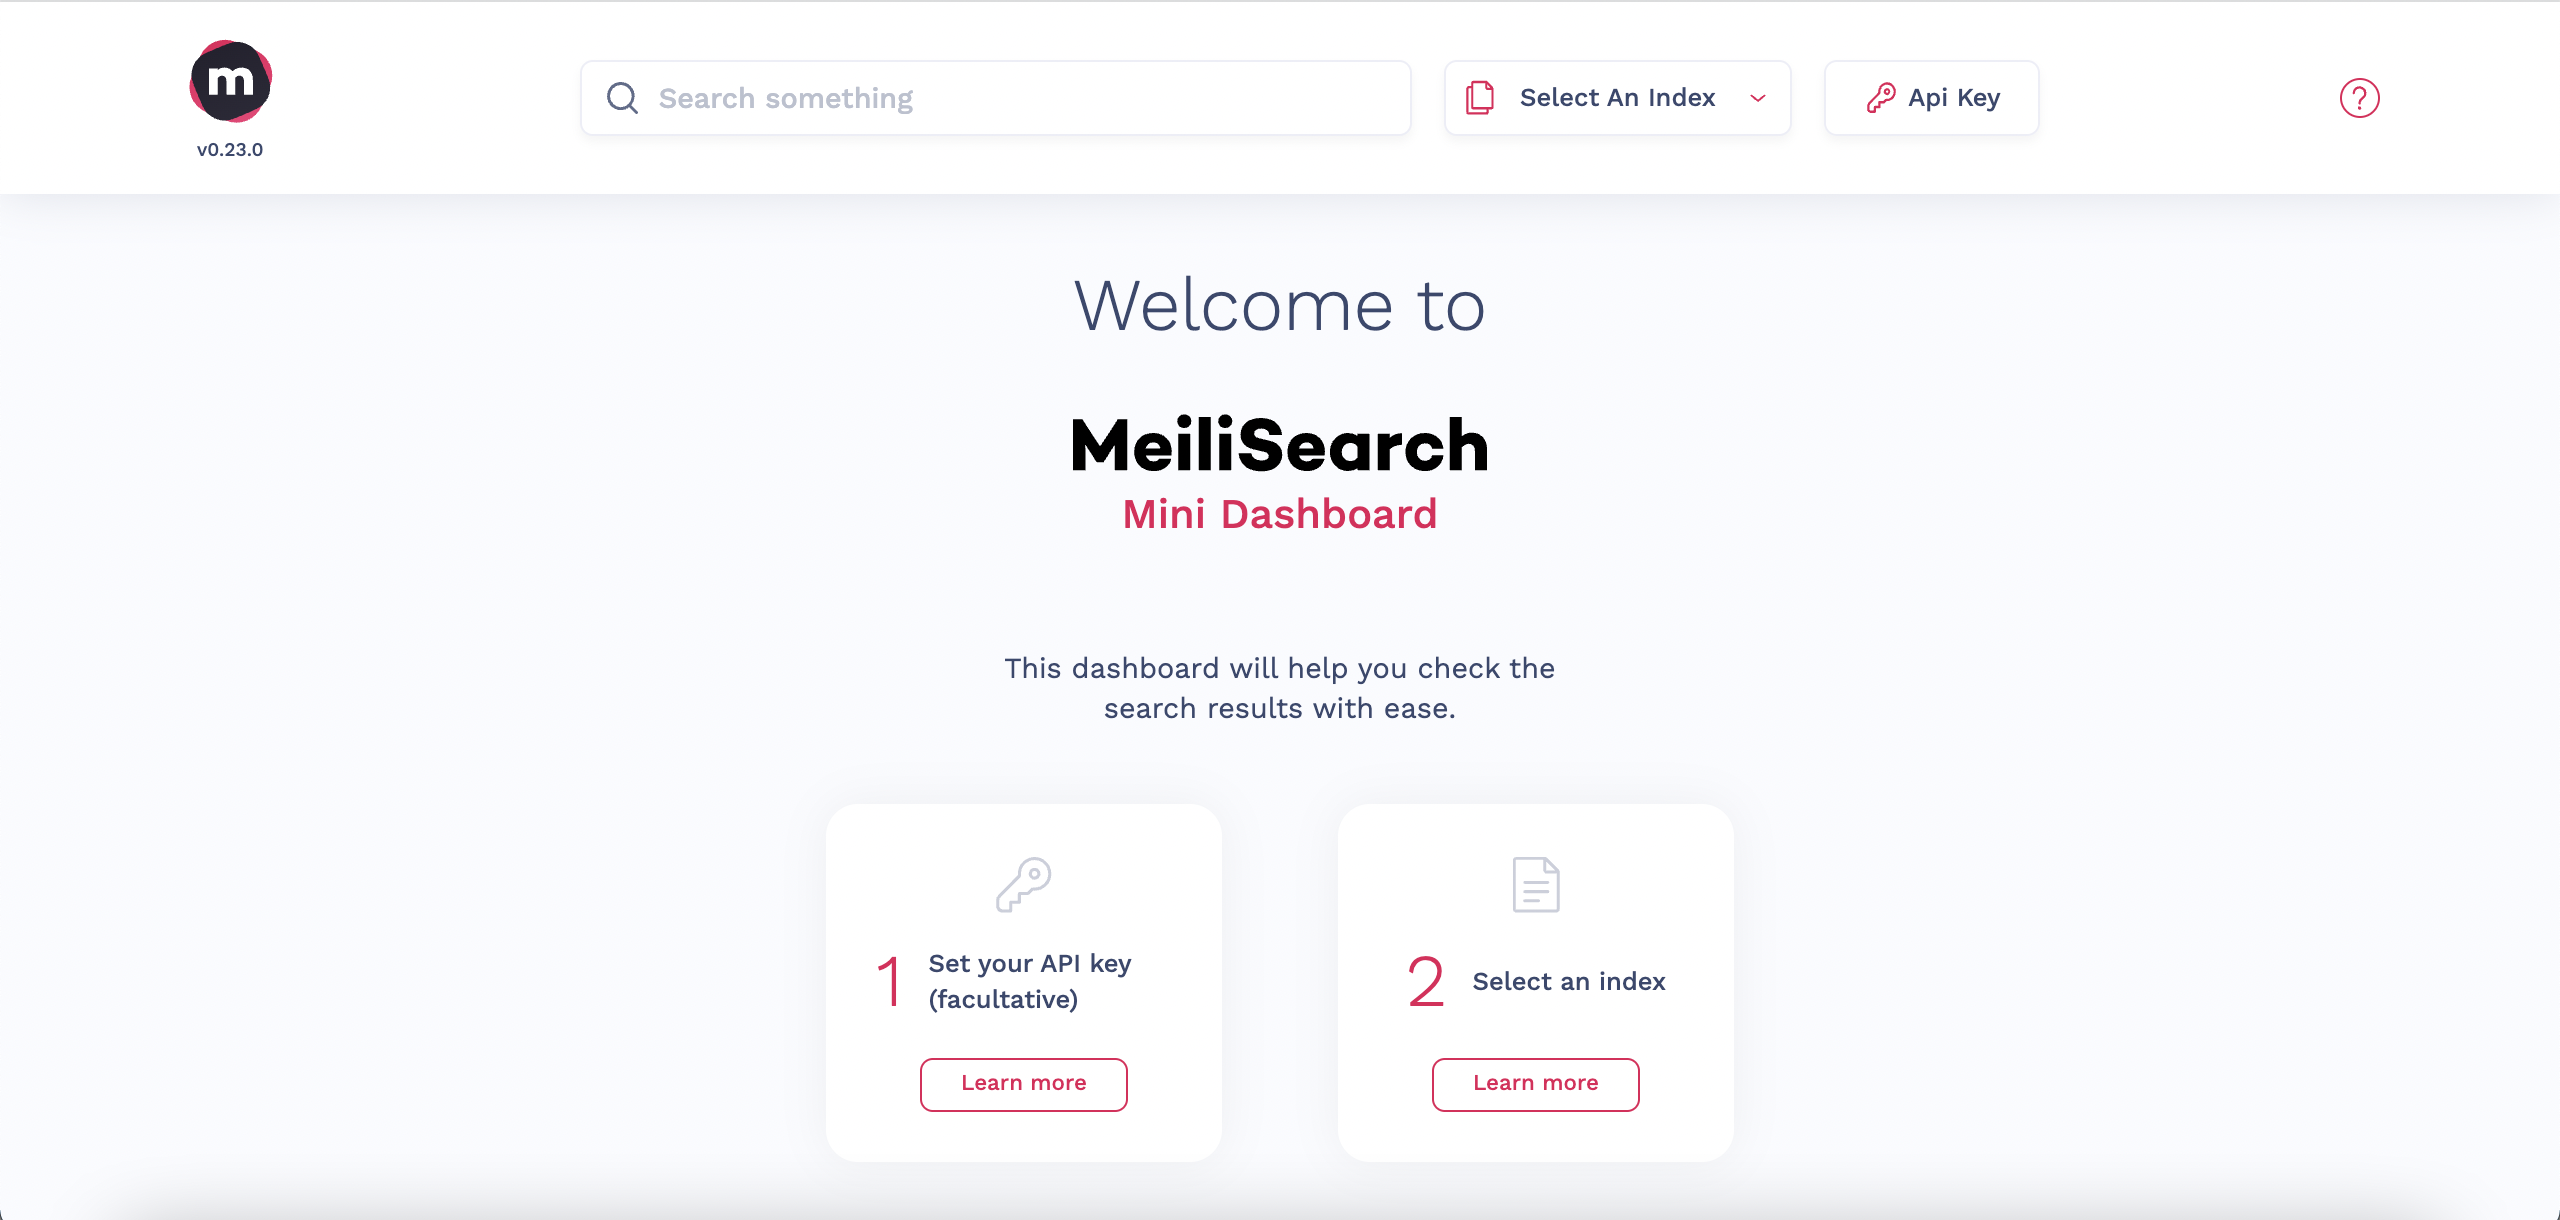 m
v0.23.0
Search something
Select An Index
Api Key
?
Welcome to
MeiliSearch
Mini Dashboard
This dashboard will help you check the
search results with ease.
1
Set your API key
(facultative)
Learn more
2
Select an index
Learn more